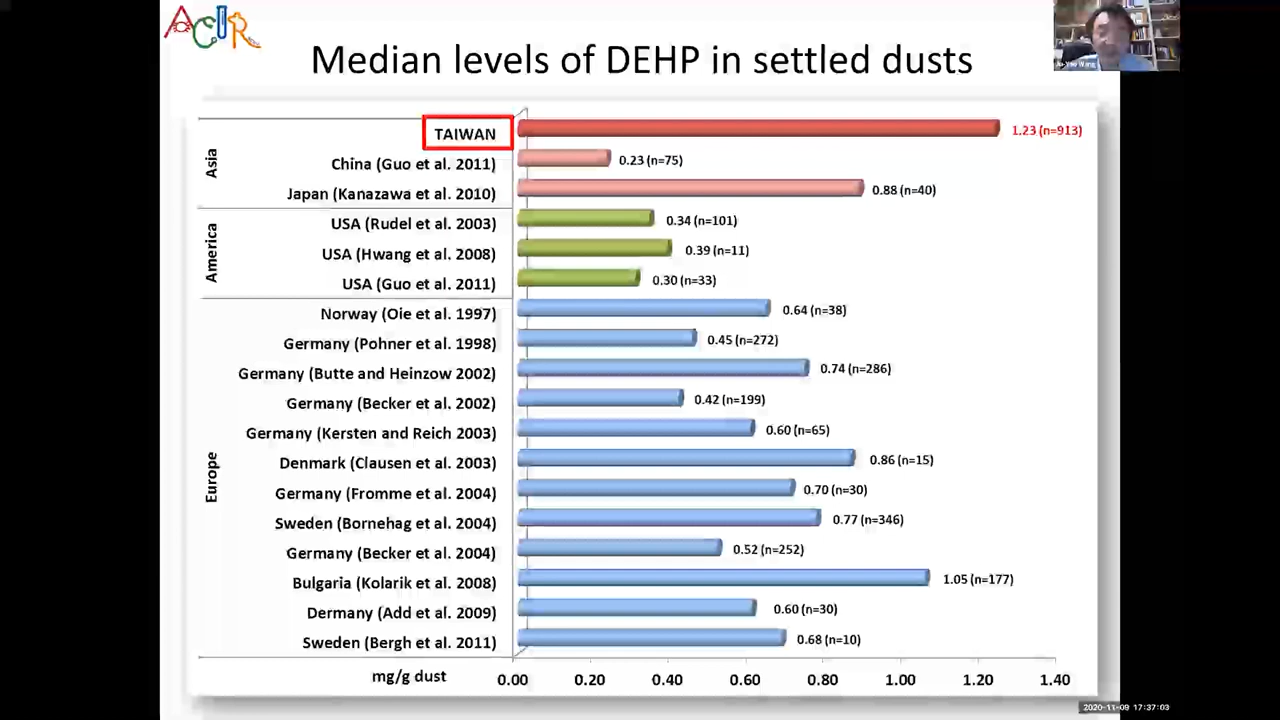 ACIR
Median levels of DEHP in settled dusts
Asia
TAIWAN 1.23 (n=913)
China (Guo et al. 2011) 0.23 (n=75)
Japan (Kanazawa et al. 2010) 0.88 (n=40)
America
USA (Rudel et al. 2003) 0.34 (n=101)
USA (Hwang et al. 2008) 0.39 (n=11)
USA (Guo et al. 2011) 0.30 (n=33)
Europe
Norway (Oie et al. 1997) 0.64 (n=38)
Germany (Pohner et al. 1998) 0.45 (n=272)
Germany (Butte and Heinzow 2002) 0.74 (n=286)
Germany (Becker et al. 2002) 0.42 (n=199)
Germany (Kersten and Reich 2003) 0.60 (n=65)
Denmark (Clausen et al. 2003) 0.86 (n=15)
Germany (Fromme et al. 2004) 0.70 (n=30)
Sweden (Bornehag et al. 2004) 0.77 (n=346)
Germany (Becker et al. 2004) 0.52 (n=252)
Bulgaria (Kolarik et al. 2008) 1.05 (n=177)
Dermany (Add et al. 2009) 0.60 (n=30)
Sweden (Bergh et al. 2011) 0.68 (n=10)
mg/g dust 0.00 0.20 0.40 0.60 0.80 1.00 1.20 1.40
2020-11-09 17:37:03